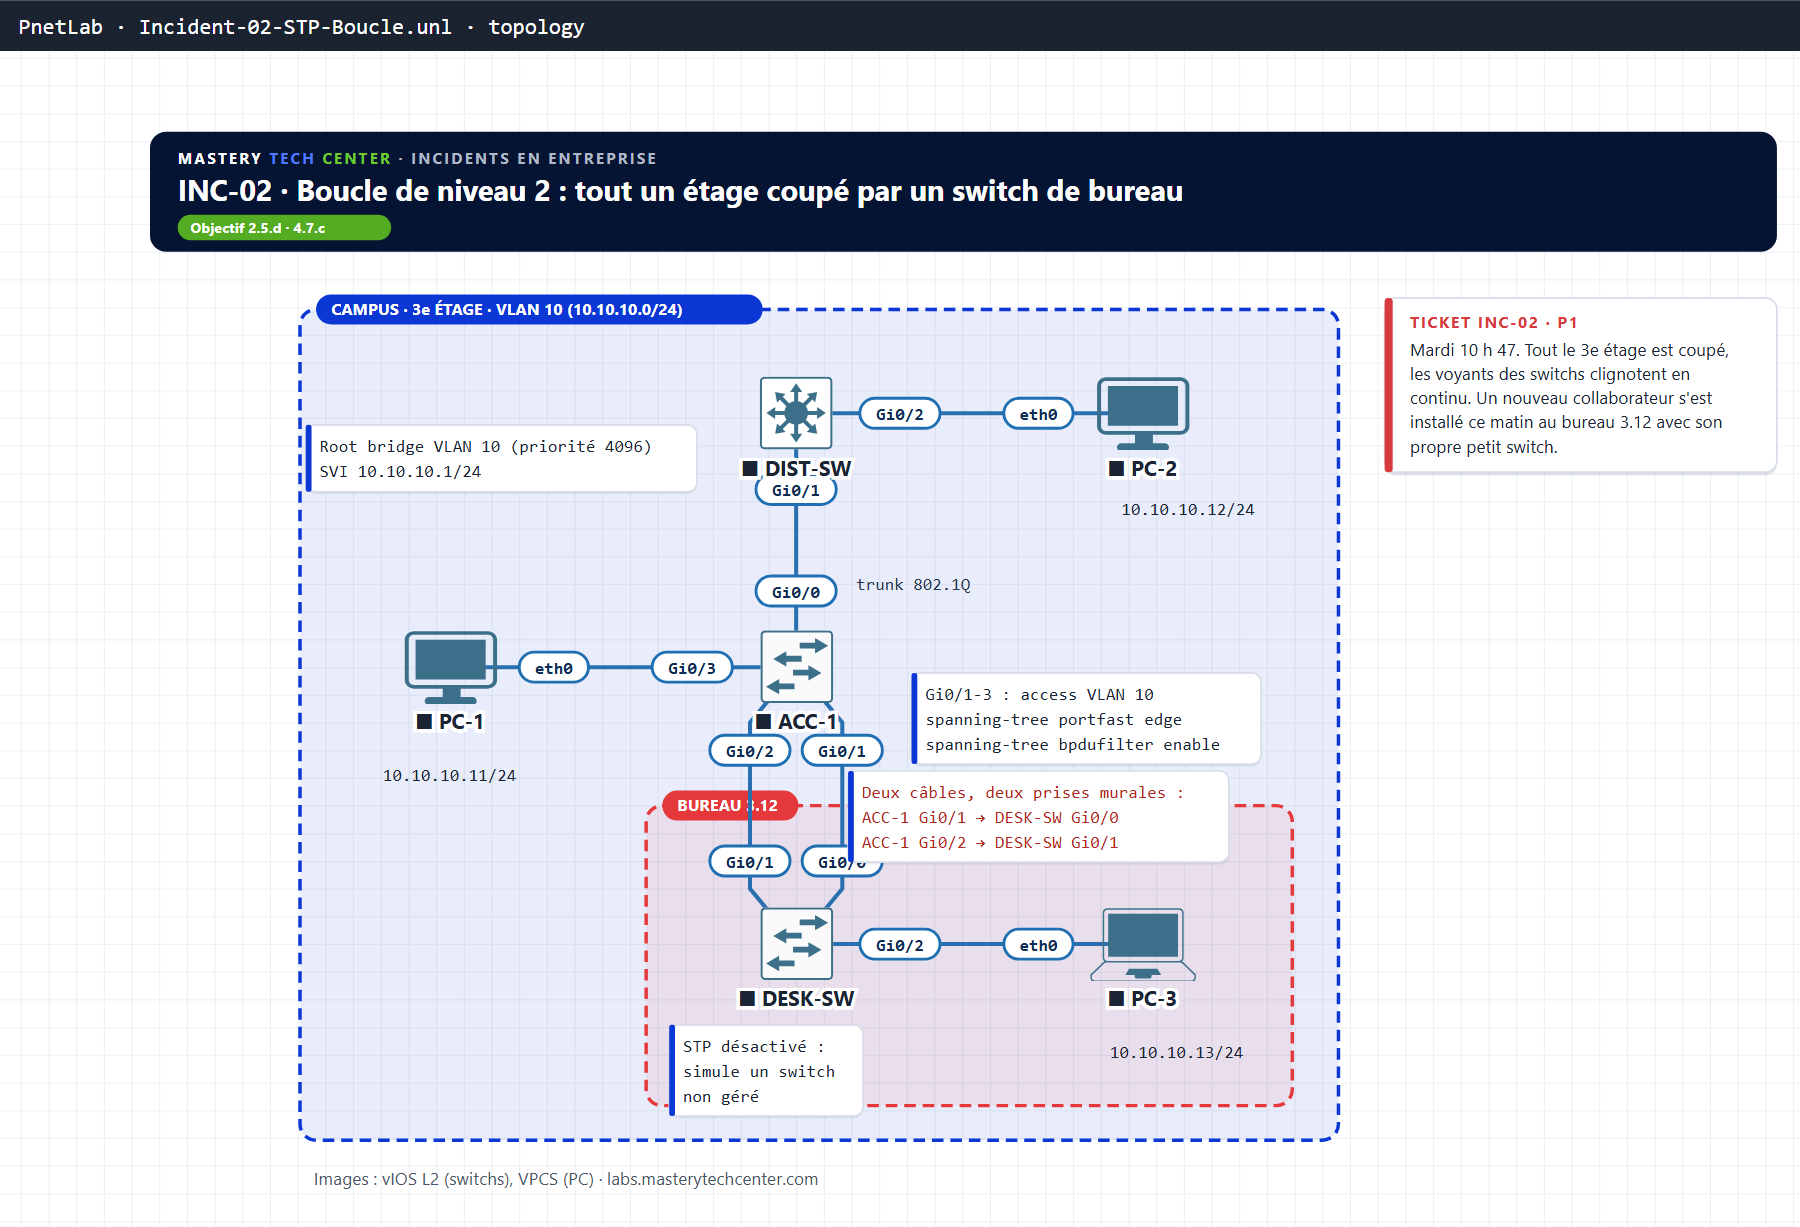 PnetLab · Incident-02-STP-Boucle.unl · topology
MASTERY TECH CENTER · INCIDENTS EN ENTREPRISE
INC-02 · Boucle de niveau 2 : tout un étage coupé par un switch de bureau
Objectif 2.5.d · 4.7.c
CAMPUS · 3e ÉTAGE · VLAN 10 (10.10.10.0/24)
TICKET INC-02 · P1
Mardi 10 h 47. Tout le 3e étage est coupé,
les voyants des switchs clignotent en
continu. Un nouveau collaborateur s'est
installé ce matin au bureau 3.12 avec son
propre petit switch.
Root bridge VLAN 10 (priorité 4096)
SVI 10.10.10.1/24
Gi0/2
eth0
DIST-SW
PC-2
Gi0/1
10.10.10.12/24
Gi0/0
trunk 802.1Q
eth0
Gi0/3
PC-1
ACC-1
10.10.10.11/24
Gi0/2
Gi0/1
Gi0/1-3 : access VLAN 10
spanning-tree portfast edge
spanning-tree bpdufilter enable
BUREAU 3.12
Deux câbles, deux prises murales :
ACC-1 Gi0/1 → DESK-SW Gi0/0
ACC-1 Gi0/2 → DESK-SW Gi0/1
Gi0/1
Gi0/0
Gi0/2
eth0
DESK-SW
PC-3
10.10.10.13/24
STP désactivé :
simule un switch
non géré
Images : vIOS L2 (switchs), VPCS (PC) · labs.masterytechcenter.com